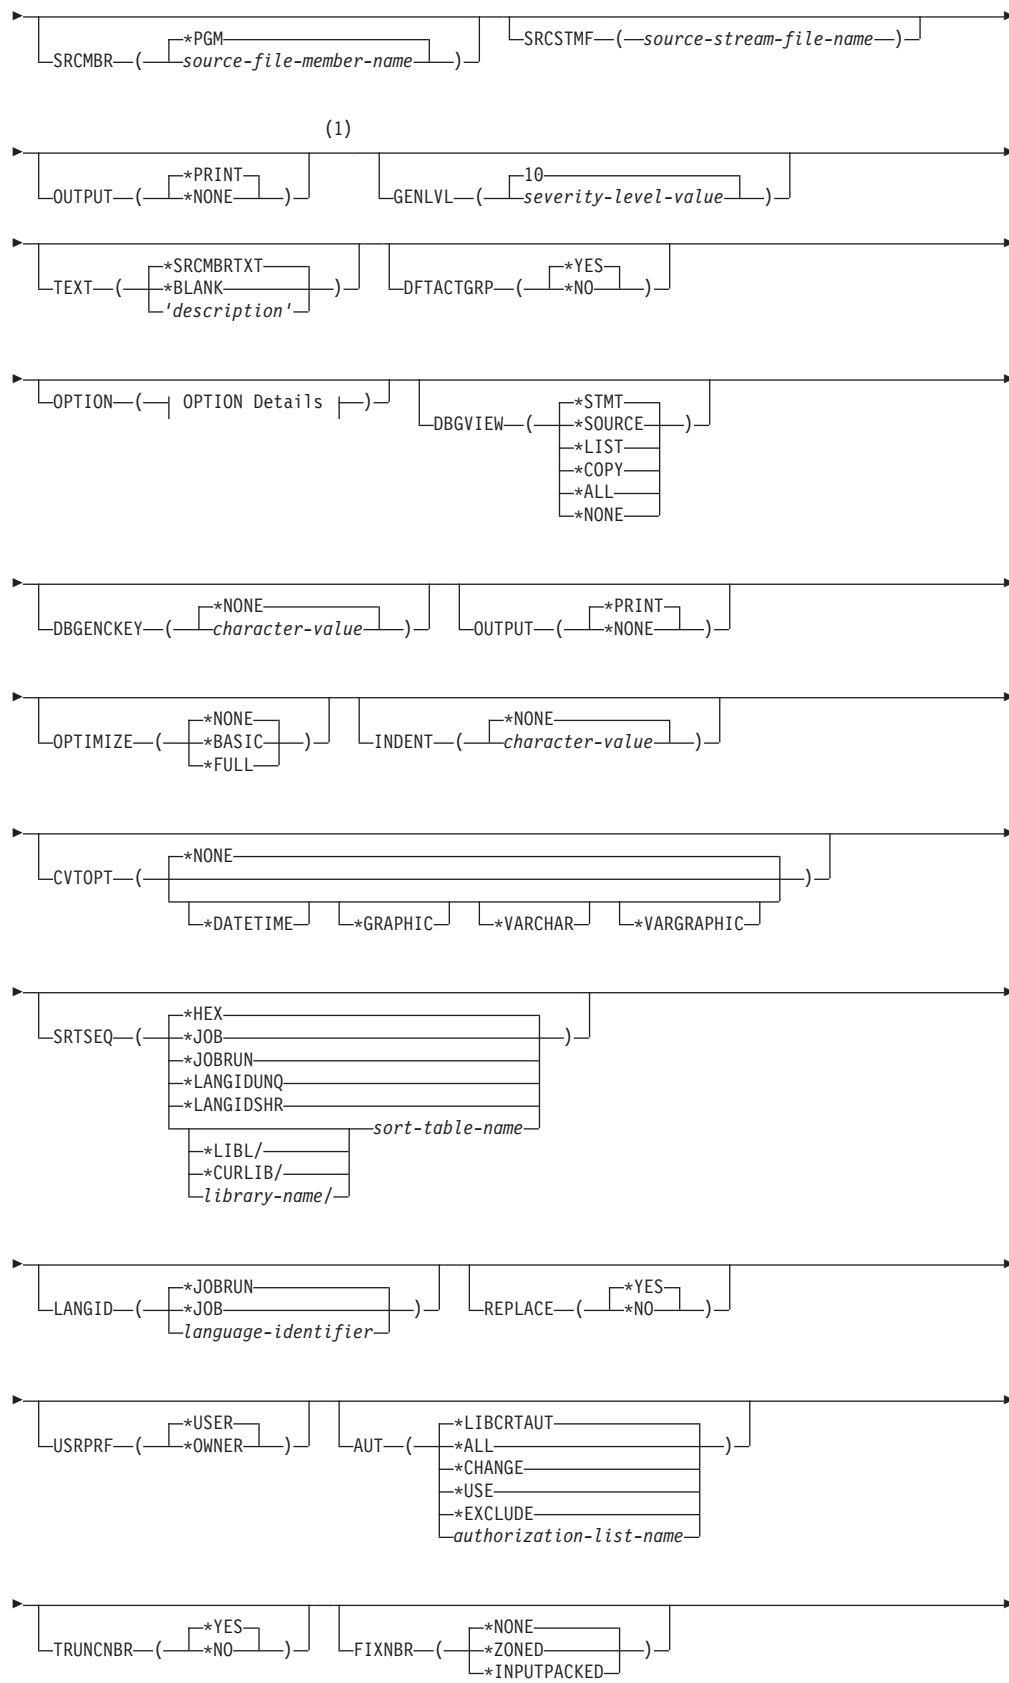 *PGM
SRCMBR ( source-file-member-name )
SRCSTMF ( source-stream-file-name )
(1)
*PRINT
OUTPUT ( *NONE )
10
GENLVL ( severity-level-value )
*SRCMBRTXT
TEXT ( *BLANK )
'description'
*YES
DFTACTGRP ( *NO )
OPTION ( OPTION Details )
*STMT
DBGVIEW ( *SOURCE )
*LIST
*COPY
*ALL
*NONE
*NONE
DBGENCKEY ( character-value )
*PRINT
OUTPUT ( *NONE )
*NONE
OPTIMIZE ( *BASIC )
*FULL
*NONE
INDENT ( character-value )
*NONE
CVTOPT ( )
*DATETIME *GRAPHIC *VARCHAR *VARGRAPHIC
*HEX
SRTSEQ ( *JOB )
*JOBRUN
*LANGIDUNQ
*LANGIDSHR
sort-table-name
*LIBL/
*CURLIB/
library-name/
*JOBRUN
LANGID ( *JOB )
language-identifier
*YES
REPLACE ( *NO )
*USER
USRPRF ( *OWNER )
*LIBCRTAUT
AUT ( *ALL )
*CHANGE
*USE
*EXCLUDE
authorization-list-name
*YES
TRUNCNBR ( *NO )
*NONE
FIXNBR ( *ZONED )
*INPUTPACKED